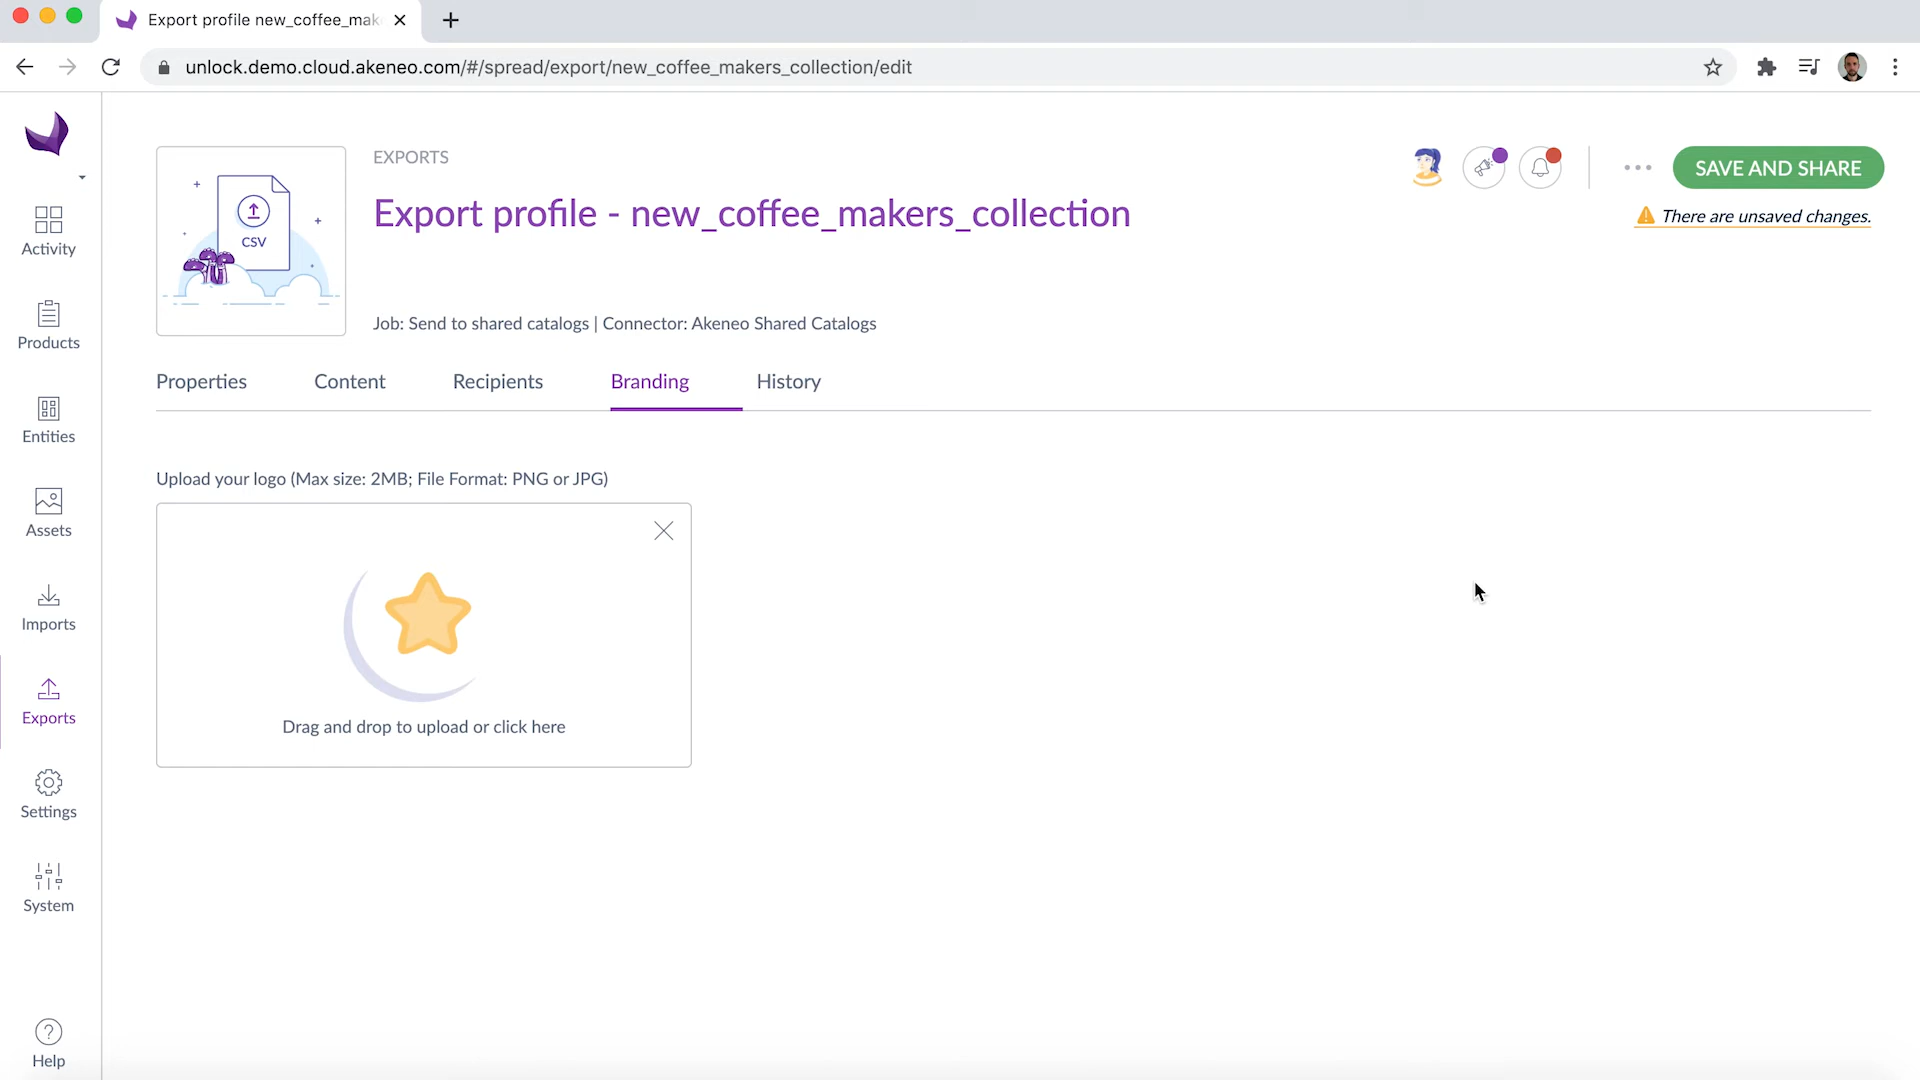 Export profile new_coffee_mak
unlock.demo.cloud.akeneo.com/#/spread/export/new_coffee_makers_collection/edit
Activity
Products
Entities
Assets
Imports
Exports
Settings
System
Help
CSV
EXPORTS
Export profile - new_coffee_makers_collection
Job: Send to shared catalogs | Connector: Akeneo Shared Catalogs
SAVE AND SHARE
There are unsaved changes.
Properties
Content
Recipients
Branding
History
Upload your logo (Max size: 2MB; File Format: PNG or JPG)
Drag and drop to upload or click here